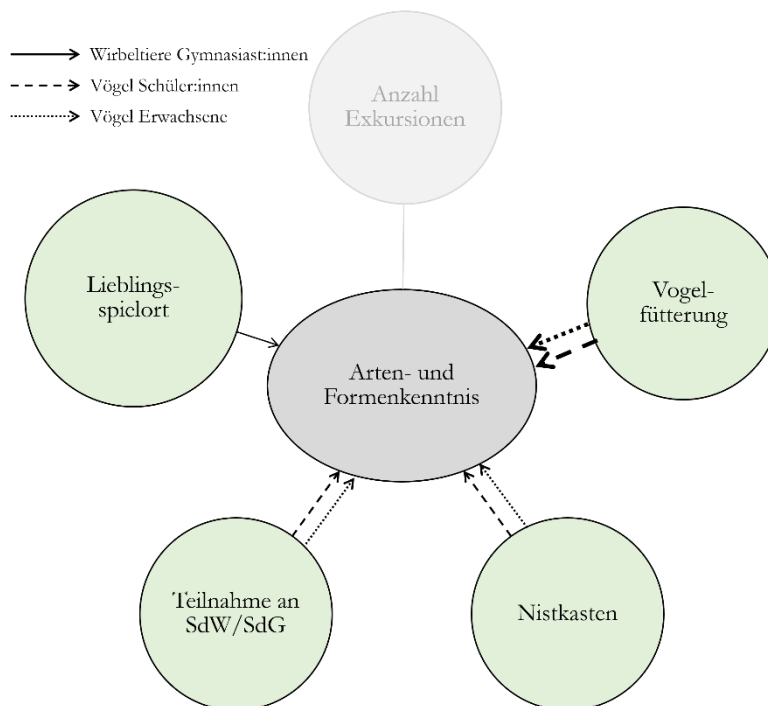 Wirbeltiere Gymnasiast:innen
Vögel Schüler:innen
Vögel Erwachsene
Anzahl
Exkursionen
Lieblings-
spielort
Vogel-
fütterung
Arten- und
Formenkenntnis
Teilnahme an
SdW/SdG
Nistkasten